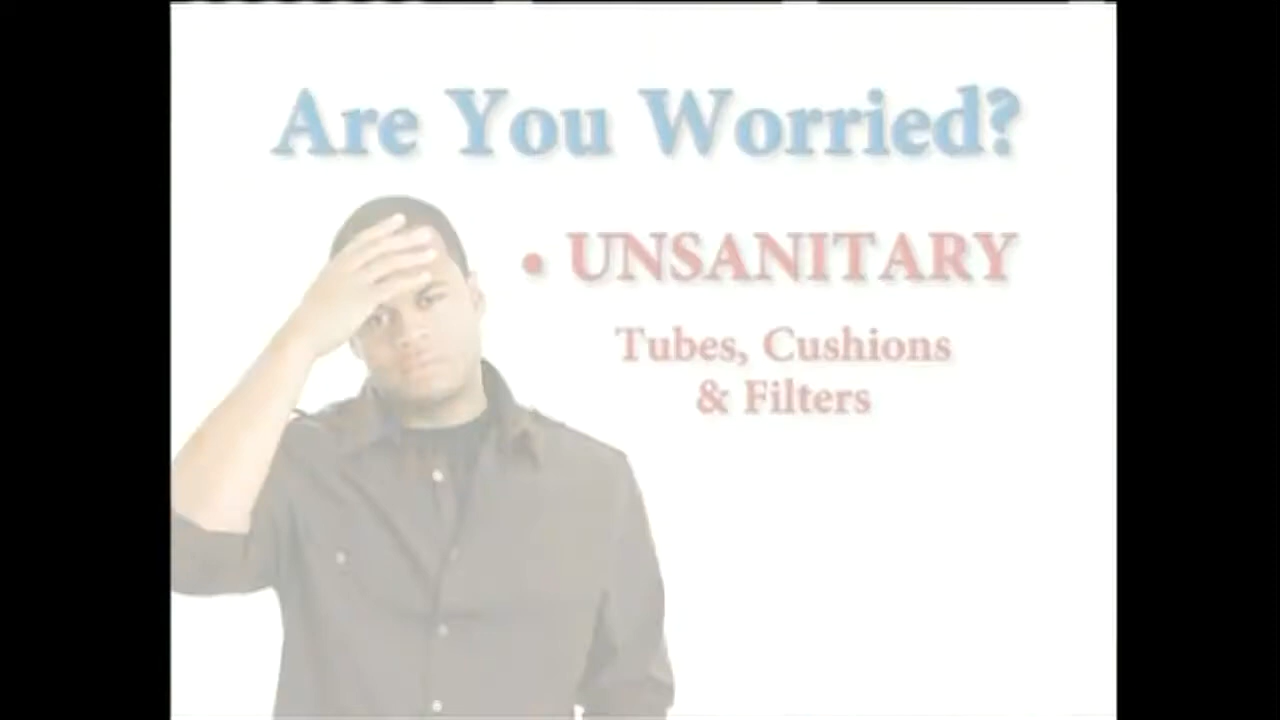 Are You Worried?
• UNSANITARY
Tubes, Cushions
& Filters